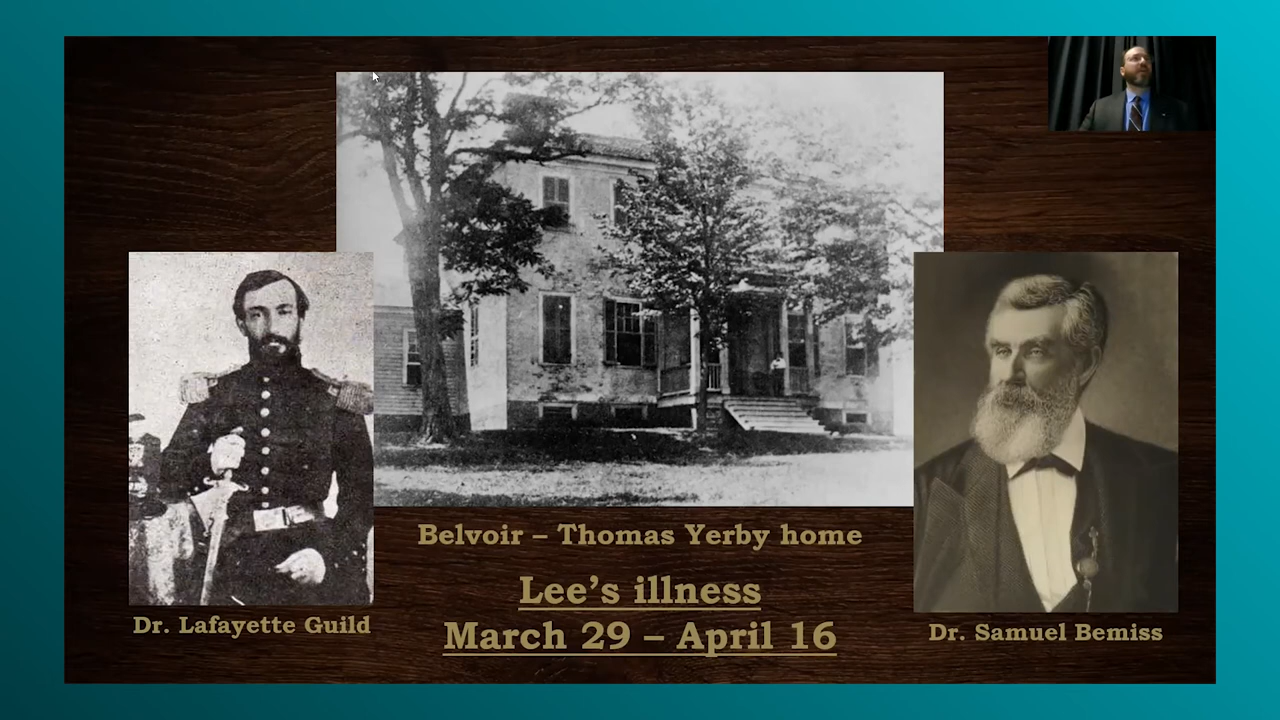 Belvoir – Thomas Yerby home
Lee's illness
March 29 – April 16
Dr. Lafayette Guild
Dr. Samuel Bemiss